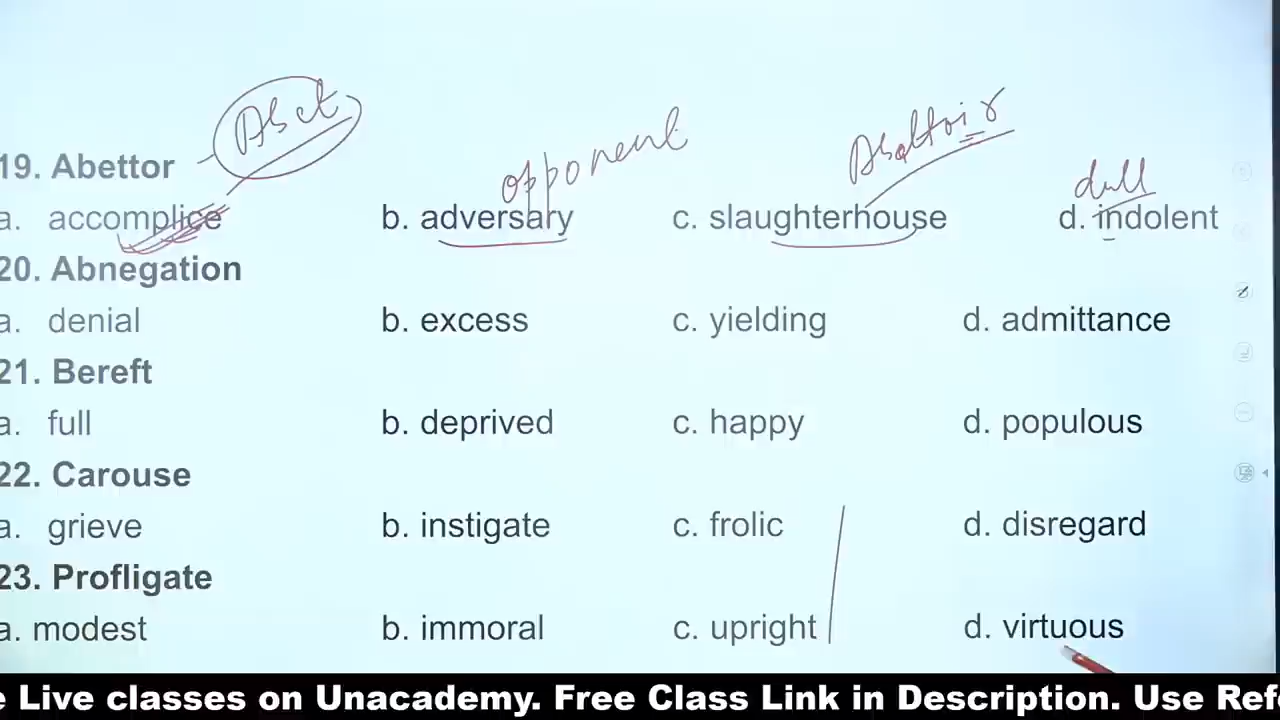 Abet
opponent
Abattoir
dull
19. Abettor
a. accomplice b. adversary c. slaughterhouse d. indolent
20. Abnegation
a. denial b. excess c. yielding d. admittance
21. Bereft
a. full b. deprived c. happy d. populous
22. Carouse
a. grieve b. instigate c. frolic d. disregard
23. Profligate
a. modest b. immoral c. upright d. virtuous
e Live classes on Unacademy. Free Class Link in Description. Use Ref